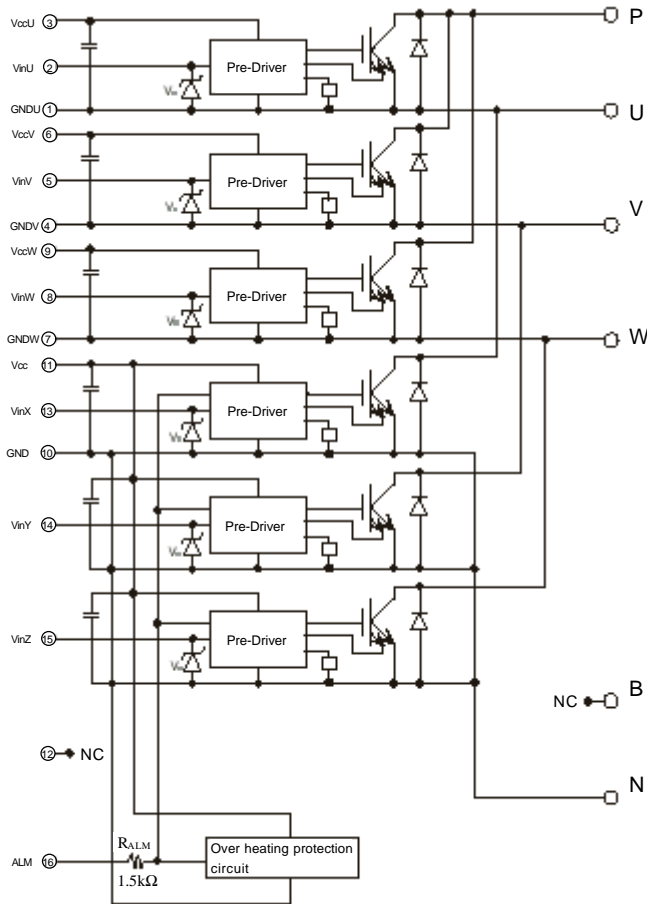 VccU 3
P
VinU 2
Pre-Driver
GNDU 1
U
VccV 6
VinV 5
Pre-Driver
GNDV 4
V
VccW 9
VinW 8
Pre-Driver
GNDW 7
W
Vcc 11
VinX 13
Pre-Driver
GND 10
VinY 14
Pre-Driver
VinZ 15
Pre-Driver
NC B
12 NC
N
RALM
1.5kΩ
ALM 16
Over heating protection
circuit